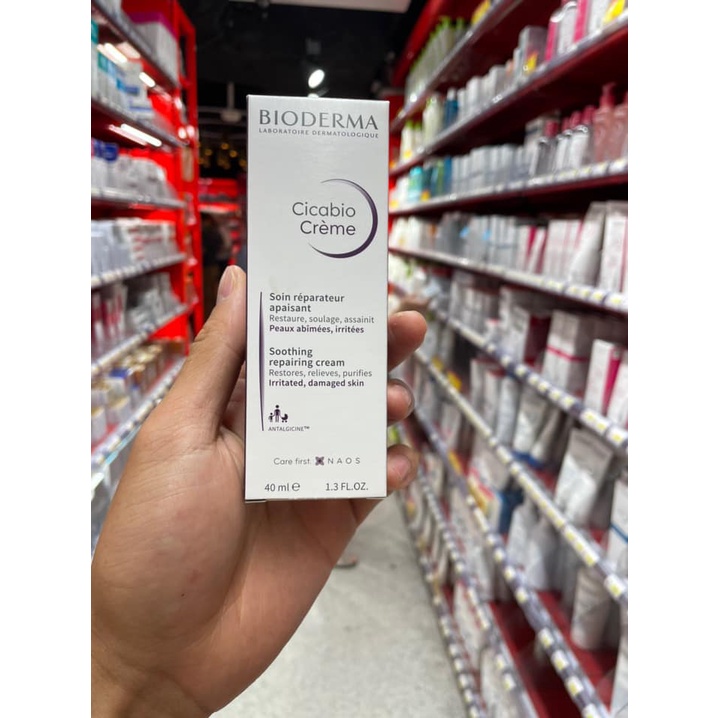 BIODERMA
LABORATOIRE DERMATOLOGIQUE
Cicabio
Crème
Soin réparateur
apaisant
Restaure, soulage, assainit
Peaux abîmées, irritées
Soothing
repairing cream
Restores, relieves, purifies
Irritated, damaged skin
ANTALGICINE™
Care first NAOS
40 ml ℮ 1.3 FL.OZ.